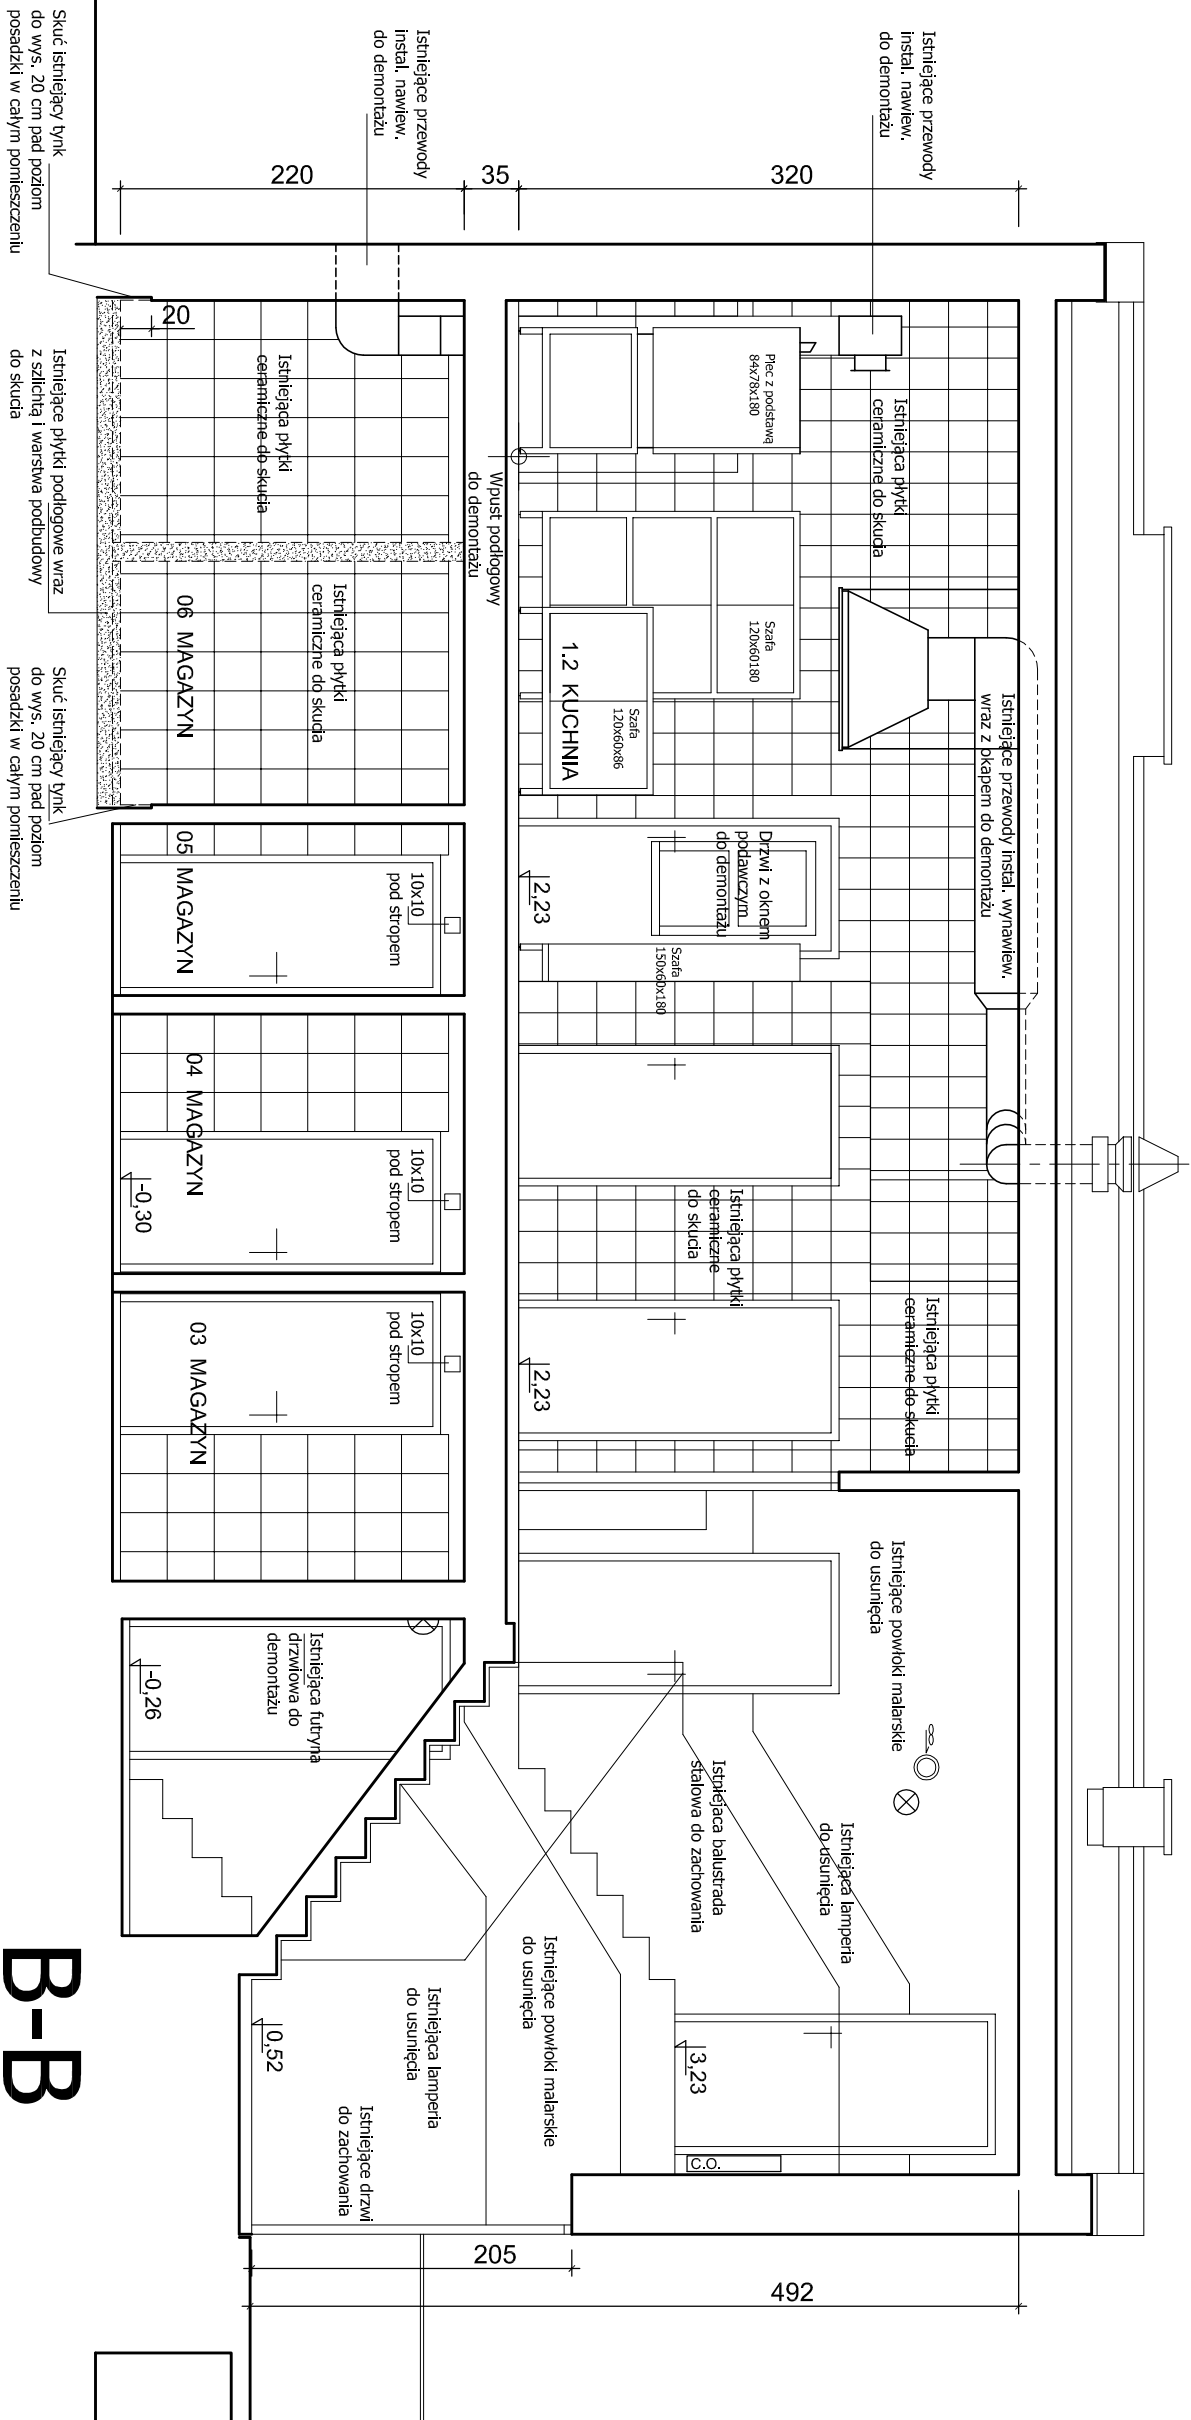 Istniejące przewody
instal. nawiew.
do demontażu
Istniejące przewody
instal. nawiew.
do demontażu
Skuć istniejący tynk
do wys. 20 cm pad poziom
posadzki w całym pomieszczeniu
320
35
220
20
Istniejąca płytki
ceramiczne do skucia
Piec z podstawą
84x78x180
Istniejąca płytki
ceramiczne do skucia
Istniejące płytki podłogowe wraz
z szlichtą i warstwa podbudowy
do skucia
Wpust podłogowy
do demontażu
Szafa
120x60180
Szafa
120x60x86
1.2 KUCHNIA
Istniejąca płytki
ceramiczne do skucia
06 MAGAZYN
Skuć istniejący tynk
do wys. 20 cm pad poziom
posadzki w całym pomieszczeniu
Istniejące przewody instal. wynawiew.
wraz z okapem do demontażu
Drzwi z oknem
podawczym
do demontażu
2,23
Szafa
150x60x180
10x10
pod stropem
05 MAGAZYN
10x10
pod stropem
04 MAGAZYN
-0,30
Istniejąca płytki
ceramiczne
do skucia
Istniejąca płytki
ceramiczne do skucia
2,23
10x10
pod stropem
03 MAGAZYN
Istniejące powłoki malarskie
do usunięcia
Istniejąca futryna
drzwiowa do
demontażu
-0,26
Istniejaca balustrada
stalowa do zachowania
Istniejąca lamperia
do usunięcia
Istniejące powłoki malarskie
do usunięcia
Istniejąca lamperia
do usunięcia
3,23
0,52
Istniejące drzwi
do zachowania
C.O.
205
492
B-B